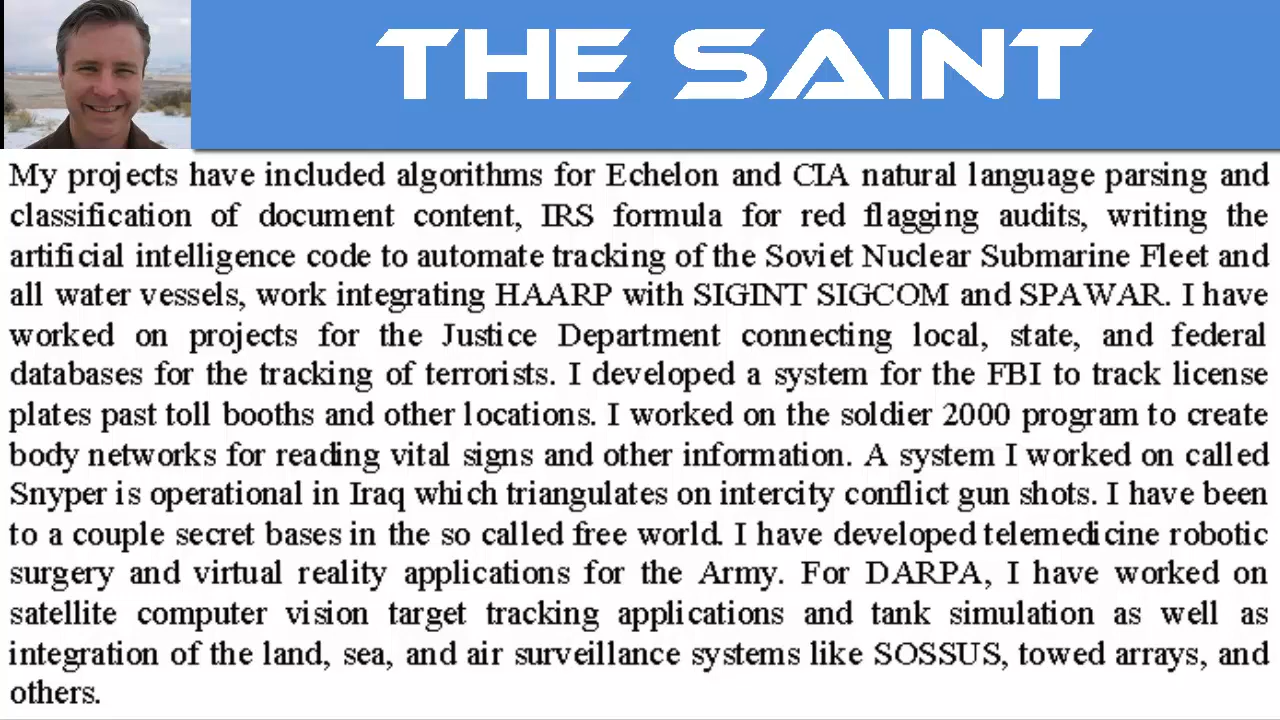 THE SAINT
My projects have included algorithms for Echelon and CIA natural language parsing and
classification of document content, IRS formula for red flagging audits, writing the
artificial intelligence code to automate tracking of the Soviet Nuclear Submarine Fleet and
all water vessels, work integrating HAARP with SIGINT SIGCOM and SPAWAR. I have
worked on projects for the Justice Department connecting local, state, and federal
databases for the tracking of terrorists. I developed a system for the FBI to track license
plates past toll booths and other locations. I worked on the soldier 2000 program to create
body networks for reading vital signs and other information. A system I worked on called
Snyper is operational in Iraq which triangulates on intercity conflict gun shots. I have been
to a couple secret bases in the so called free world. I have developed telemedicine robotic
surgery and virtual reality applications for the Army. For DARPA, I have worked on
satellite computer vision target tracking applications and tank simulation as well as
integration of the land, sea, and air surveillance systems like SOSSUS, towed arrays, and
others.